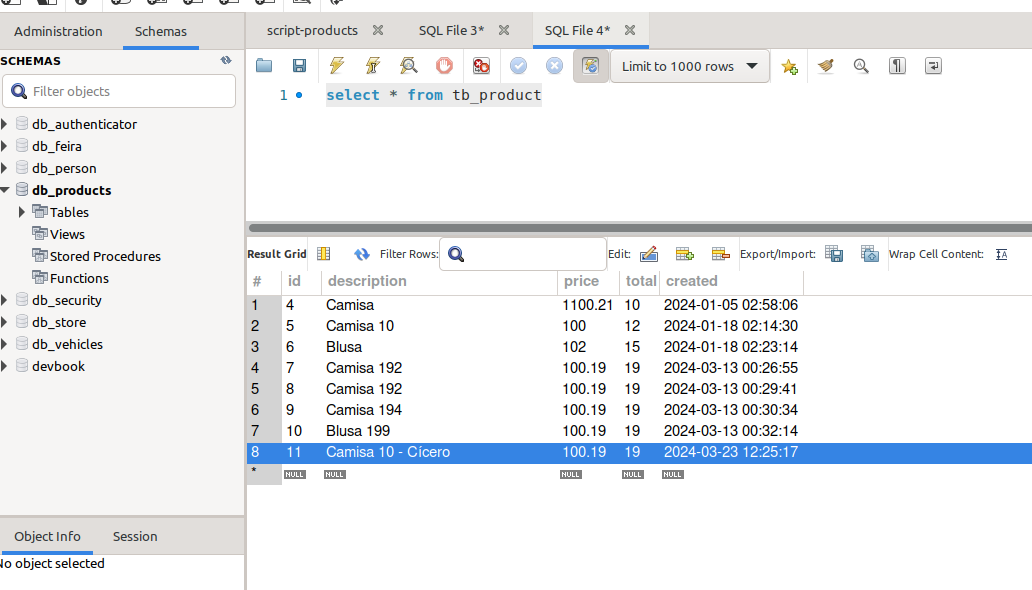 Administration Schemas script-products SQL File 3* SQL File 4*
SCHEMAS
Filter objects
Limit to 1000 rows
1 select * from tb_product
db_authenticator
db_feira
db_person
db_products
Tables
Views
Stored Procedures
Functions
db_security
db_store
db_vehicles
devbook
Result Grid Filter Rows: Edit: Export/Import: Wrap Cell Content: IA
# id description price total created
1 4 Camisa 1100.21 10 2024-01-05 02:58:06
2 5 Camisa 10 100 12 2024-01-18 02:14:30
3 6 Blusa 102 15 2024-01-18 02:23:14
4 7 Camisa 192 100.19 19 2024-03-13 00:26:55
5 8 Camisa 192 100.19 19 2024-03-13 00:29:41
6 9 Camisa 194 100.19 19 2024-03-13 00:30:34
7 10 Blusa 199 100.19 19 2024-03-13 00:32:14
8 11 Camisa 10 - Cícero 100.19 19 2024-03-23 12:25:17
* NULL NULL NULL NULL NULL
Object Info Session
No object selected